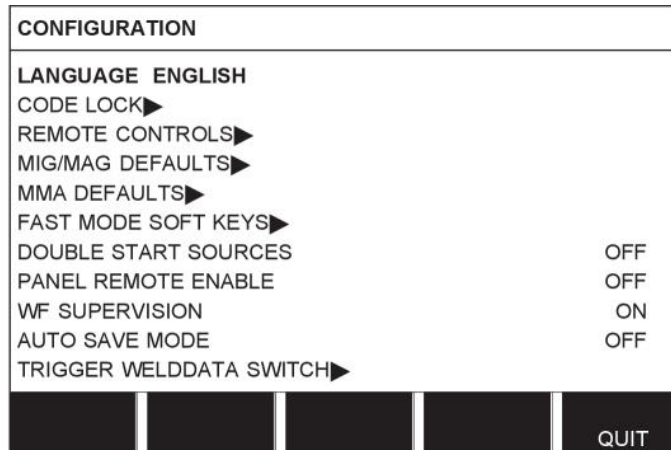 CONFIGURATION
LANGUAGE ENGLISH
CODE LOCK▶
REMOTE CONTROLS▶
MIG/MAG DEFAULTS▶
MMA DEFAULTS▶
FAST MODE SOFT KEYS▶
DOUBLE START SOURCES OFF
PANEL REMOTE ENABLE OFF
WF SUPERVISION ON
AUTO SAVE MODE OFF
TRIGGER WELDDATA SWITCH▶
QUIT